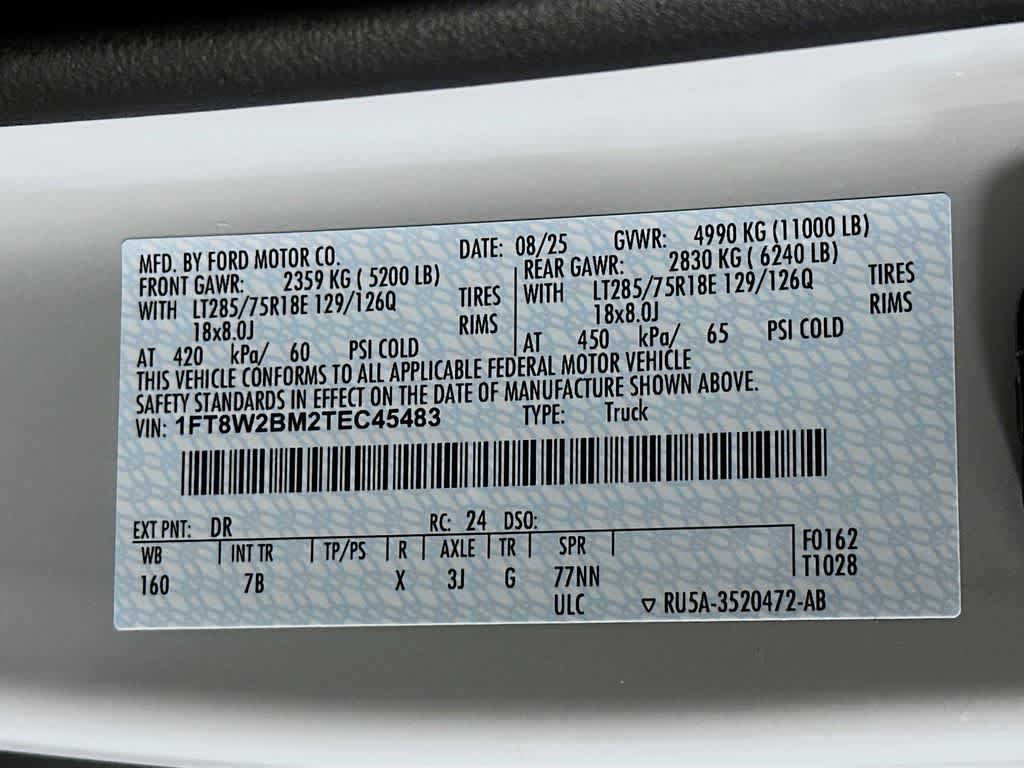 MFD. BY FORD MOTOR CO. DATE: 08/25 GVWR: 4990 KG (11000 LB)
FRONT GAWR: 2359 KG ( 5200 LB) REAR GAWR: 2830 KG ( 6240 LB)
WITH LT285/75R18E 129/126Q TIRES WITH LT285/75R18E 129/126Q TIRES
18x8.0J RIMS 18x8.0J RIMS
AT 420 kPa/ 60 PSI COLD AT 450 kPa/ 65 PSI COLD
THIS VEHICLE CONFORMS TO ALL APPLICABLE FEDERAL MOTOR VEHICLE
SAFETY STANDARDS IN EFFECT ON THE DATE OF MANUFACTURE SHOWN ABOVE.
VIN: 1FT8W2BM2TEC45483 TYPE: Truck
EXT PNT: DR RC: 24 DSO:
WB INT TR TP/PS R AXLE TR SPR F0162
160 7B X 3J G 77NN T1028
ULC ▽ RU5A-3520472-AB